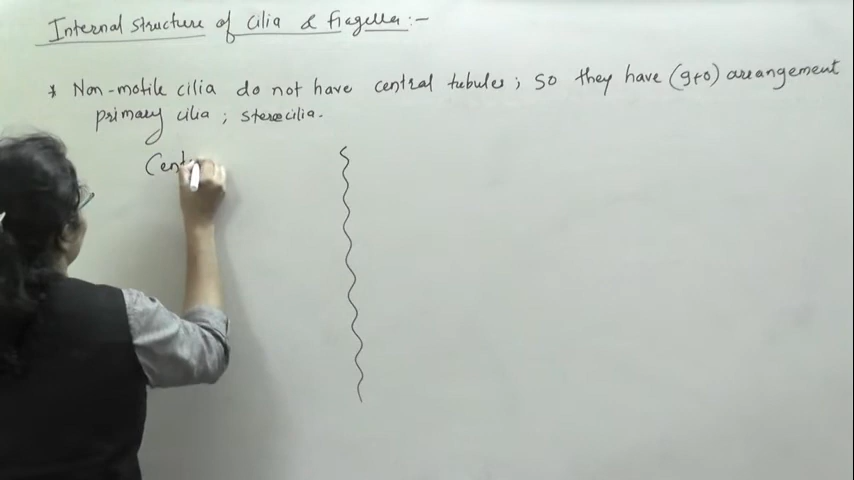 Internal structure of cilia & flagella:-
* Non-motile cilia do not have central tubules; so they have (9+0) arrangement
primary cilia; stereocilia.
Cent